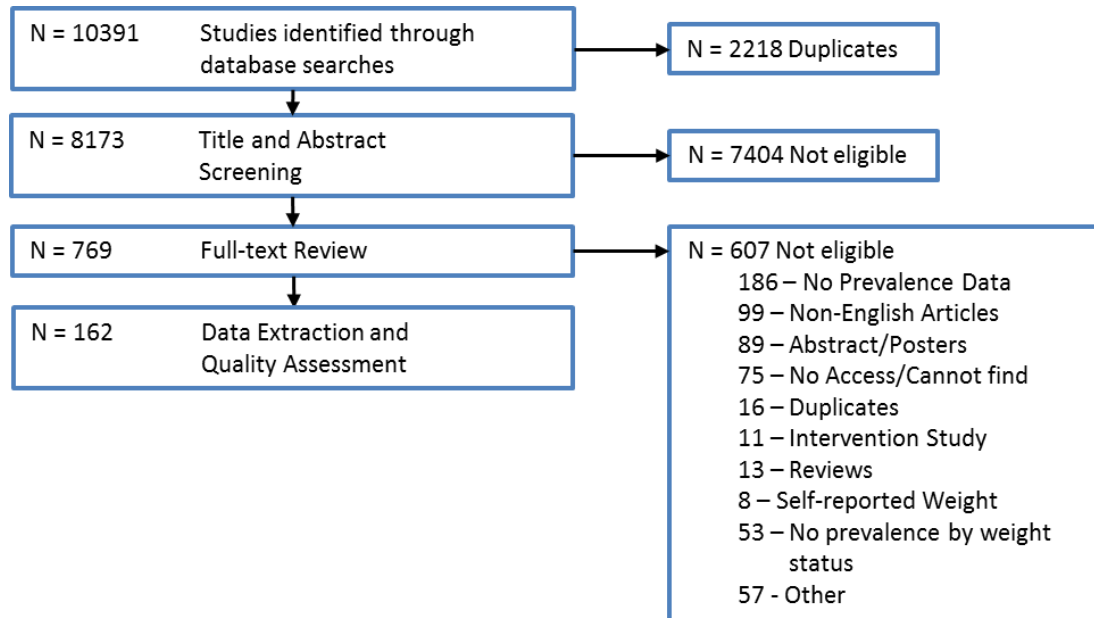 N = 10391 Studies identified through
database searches
N = 2218 Duplicates
N = 8173 Title and Abstract
Screening
N = 7404 Not eligible
N = 769 Full-text Review
N = 607 Not eligible
186 – No Prevalence Data
99 – Non-English Articles
89 – Abstract/Posters
75 – No Access/Cannot find
16 – Duplicates
11 – Intervention Study
13 – Reviews
8 – Self-reported Weight
53 – No prevalence by weight
status
57 - Other
N = 162 Data Extraction and
Quality Assessment